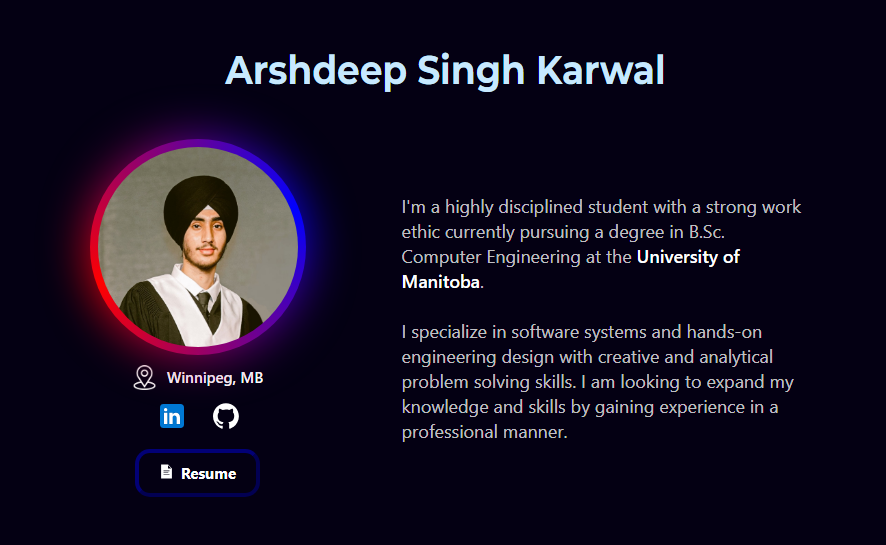 Arshdeep Singh Karwal
Winnipeg, MB
in
Resume
I'm a highly disciplined student with a strong work
ethic currently pursuing a degree in B.Sc.
Computer Engineering at the University of
Manitoba.
I specialize in software systems and hands-on
engineering design with creative and analytical
problem solving skills. I am looking to expand my
knowledge and skills by gaining experience in a
professional manner.